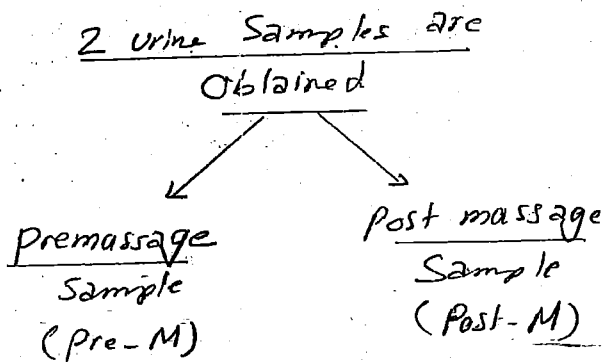 2 urine Samples are
Oblained
premassage
Sample
(Pre-M)
Post massage
Sample
(Post-M)